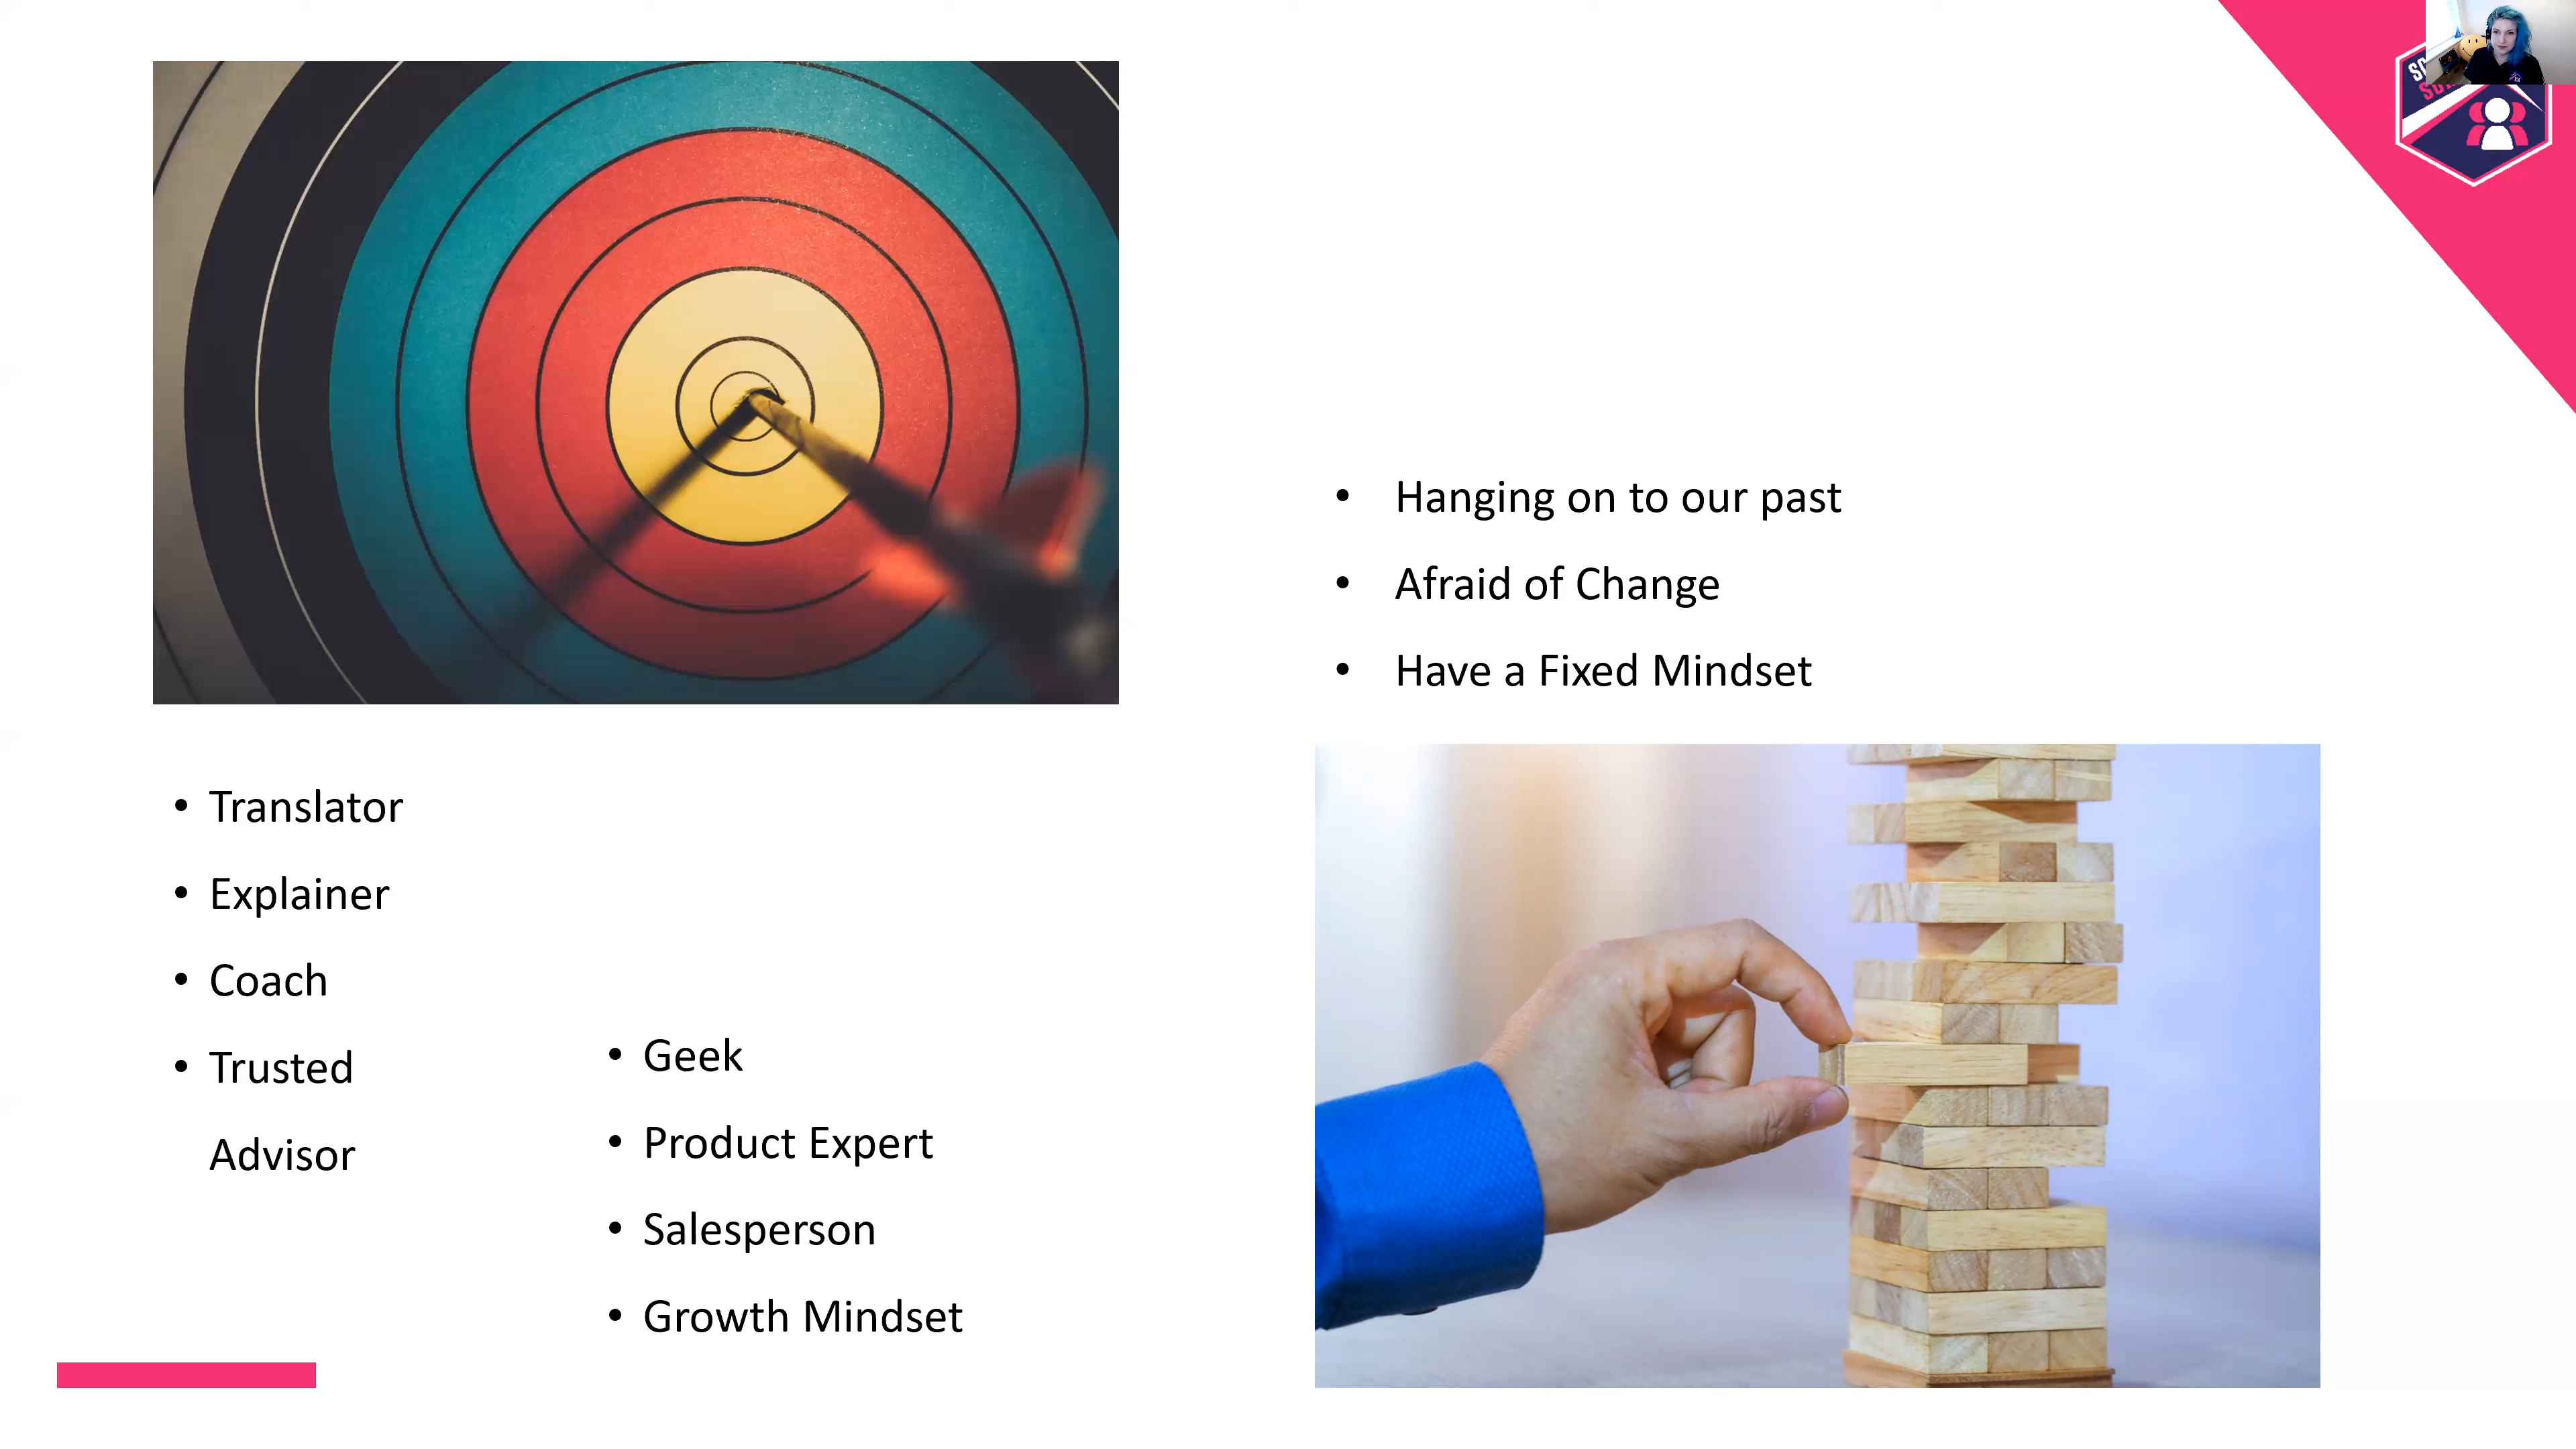 • Translator
• Explainer
• Coach
• Trusted
Advisor
• Geek
• Product Expert
• Salesperson
• Growth Mindset
• Hanging on to our past
• Afraid of Change
• Have a Fixed Mindset